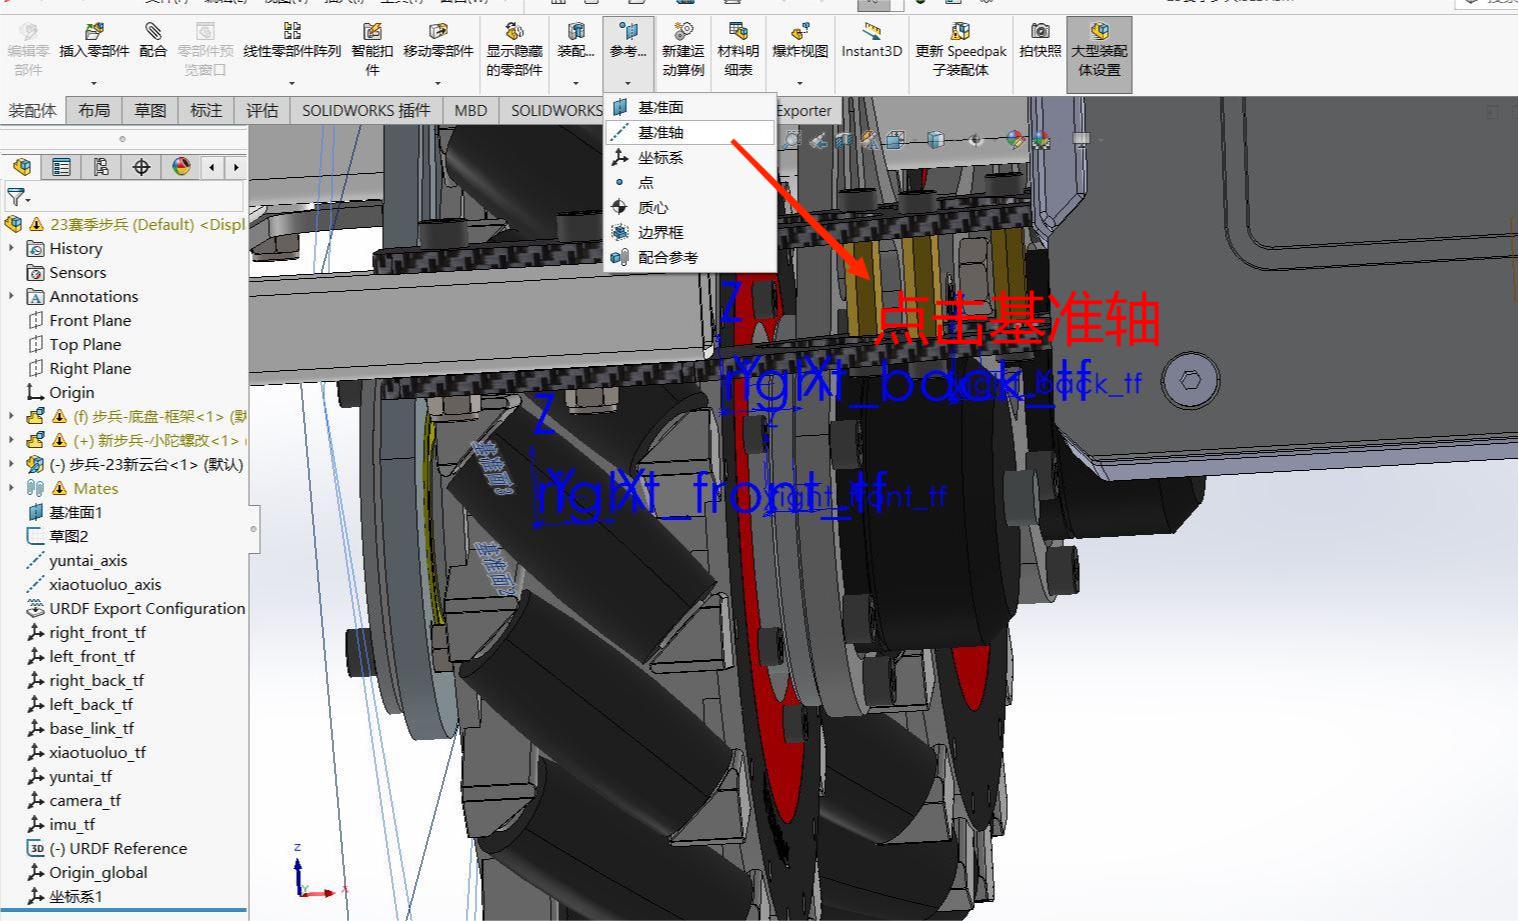 编辑零部件
插入零部件
配合
零部件预览窗口
线性零部件阵列
智能扣件
移动零部件
显示隐藏的零部件
装配...
参考...
新建运动算例
材料明细表
爆炸视图
Instant3D
更新 Speedpak 子装配体
拍快照
大型装配体设置
装配体
布局
草图
标注
评估
SOLIDWORKS 插件
MBD
SOLIDWORKS
Exporter
基准面
基准轴
坐标系
点
质心
边界框
配合参考
点击基准轴
23赛季步兵 (Default) <Displ
History
Sensors
Annotations
Front Plane
Top Plane
Right Plane
Origin
(f) 步兵-底盘-框架<1> (默
(+) 新步兵-小陀螺改<1>
(-) 步兵-23新云台<1> (默认)
Mates
基准面1
草图2
yuntai_axis
xiaotuoluo_axis
URDF Export Configuration
right_front_tf
left_front_tf
right_back_tf
left_back_tf
base_link_tf
xiaotuoluo_tf
yuntai_tf
camera_tf
imu_tf
(-) URDF Reference
Origin_global
坐标系1
Z
right_back_tf
Z
right_front_tf
right_front_tf
基准面3
基准面2
Z
Y
X